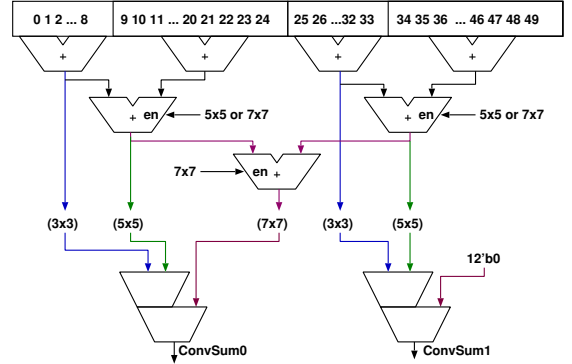 0 1 2 ... 8 9 10 11 ... 20 21 22 23 24 25 26 ...32 33 34 35 36 ... 46 47 48 49
+ + + +
+ en 5x5 or 7x7 + en 5x5 or 7x7
7x7 en +
(3x3) (5x5) (7x7) (3x3) (5x5)
12'b0
ConvSum0 ConvSum1